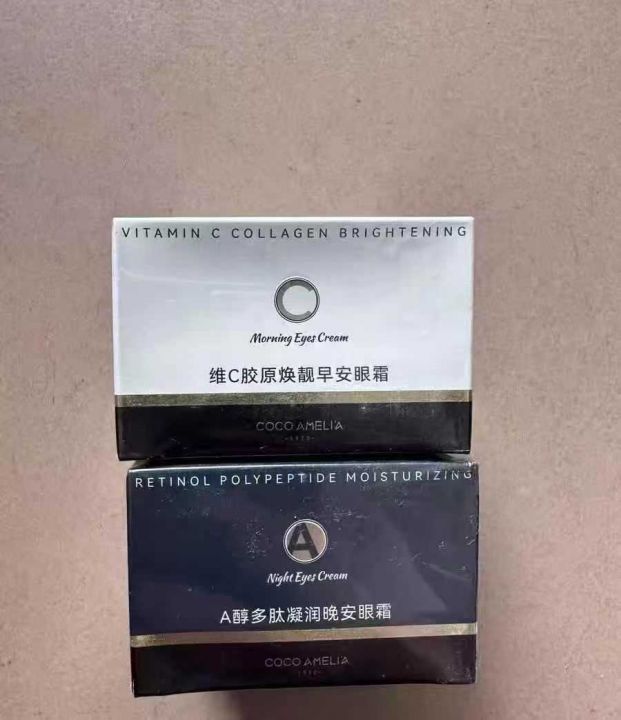 VITAMIN C COLLAGEN BRIGHTENING
C
Morning Eyes Cream
维C胶原焕靓早安眼霜
COCO AMELIA
RETINOL POLYPEPTIDE MOISTURIZING
A
Night Eyes Cream
A醇多肽凝润晚安眼霜
COCO AMELIA